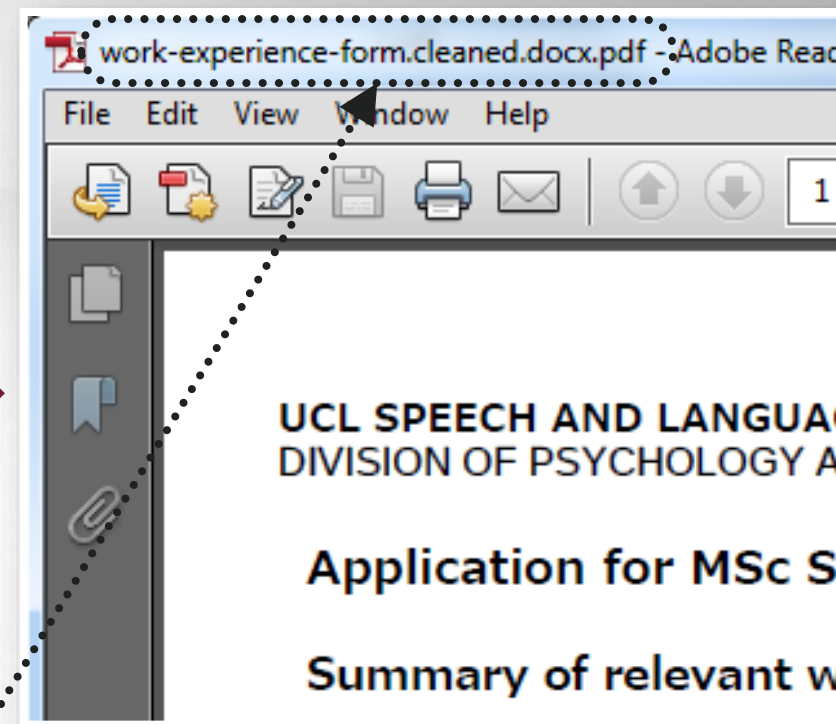 work-experience-form.cleaned.docx.pdf - Adobe Read
File Edit View Window Help
1
UCL SPEECH AND LANGUAG
DIVISION OF PSYCHOLOGY A
Application for MSc S
Summary of relevant w